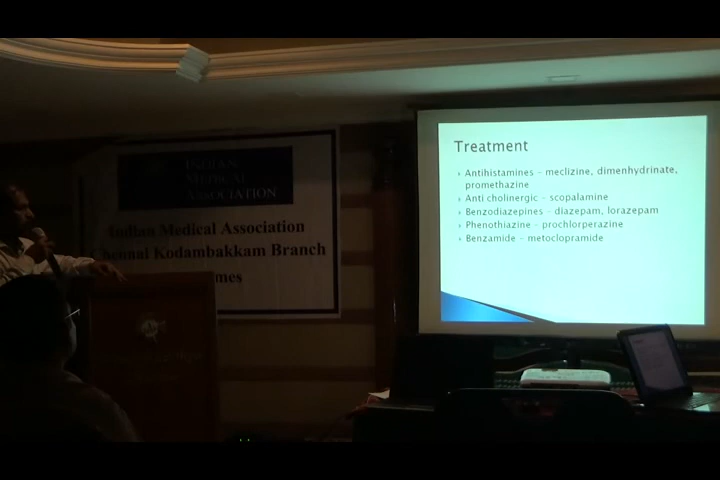 INDIAN
MEDICAL
ASSOCIATION
Indian Medical Association
Chennai Kodambakkam Branch
Treatment
Antihistamines – meclizine, dimenhydrinate,
promethazine
Anti cholinergic – scopalamine
Benzodiazepines – diazepam, lorazepam
Phenothiazine – prochlorperazine
Benzamide – metoclopramide